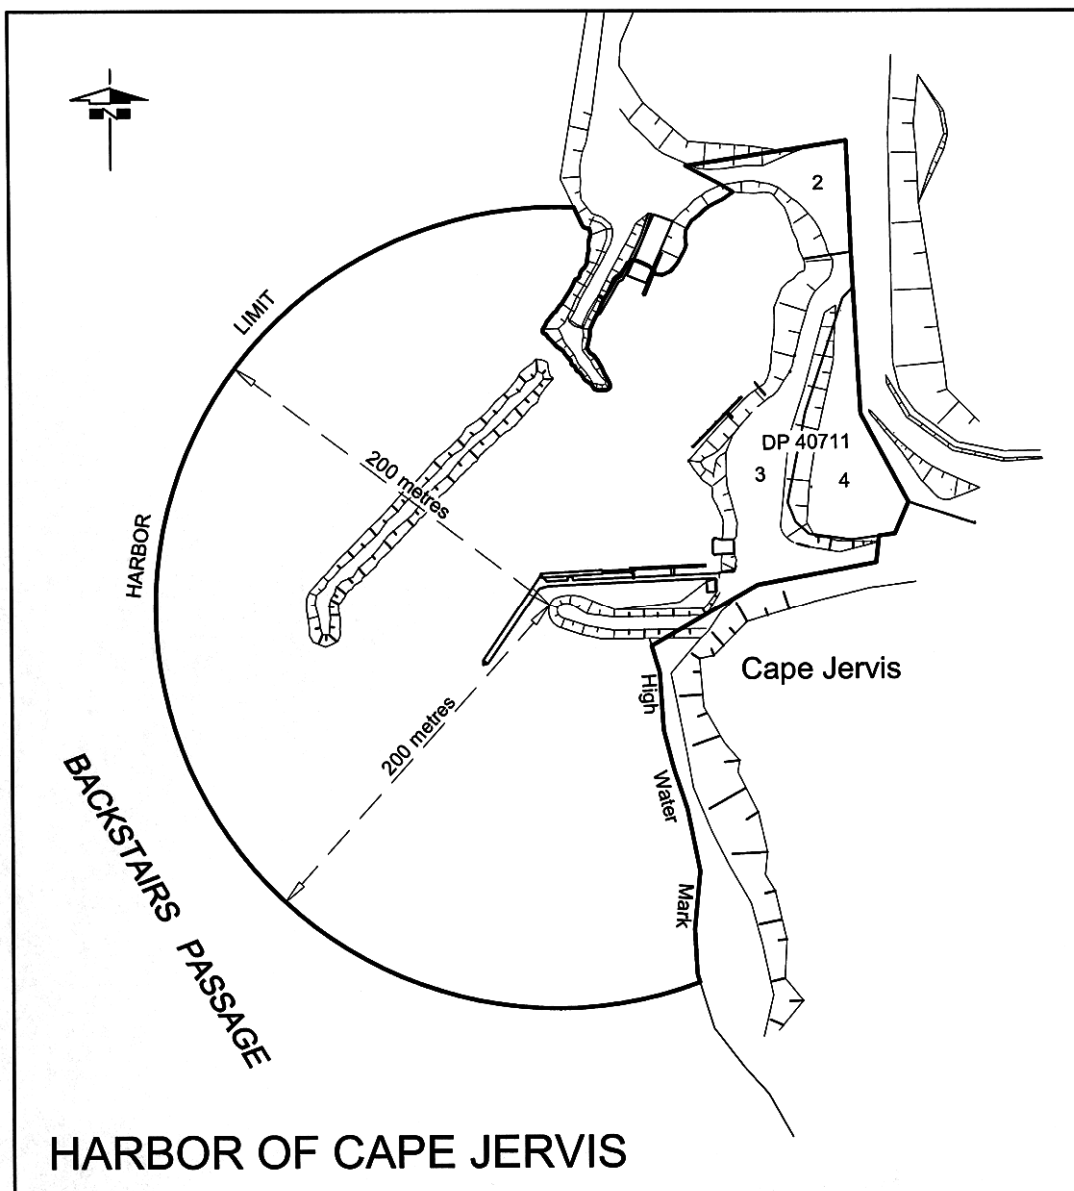 N
2
LIMIT
HARBOR
200 metres
DP 40711
3
4
Cape Jervis
High
Water
Mark
200 metres
BACKSTAIRS PASSAGE
HARBOR OF CAPE JERVIS